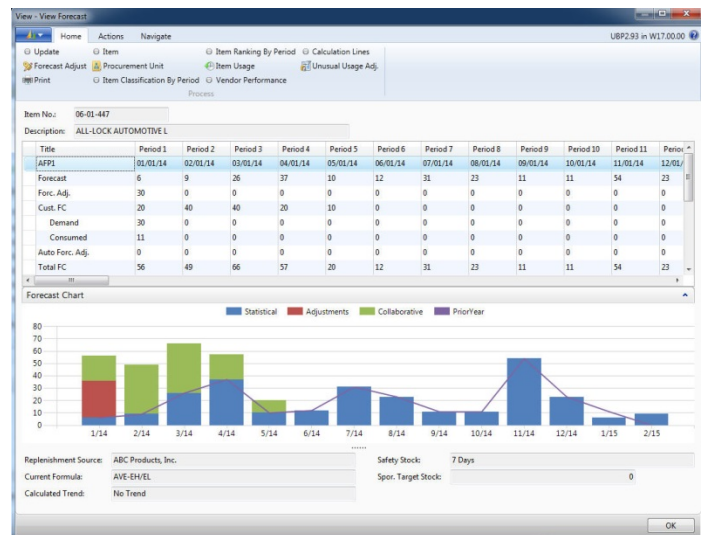 View - View Forecast
Home Actions Navigate UBP2.93 in W17.00.00
Update Item Item Ranking By Period Calculation Lines
Forecast Adjust Procurement Unit Item Usage Unusual Usage Adj.
Print Item Classification By Period Vendor Performance
Process
Item No.: 06-01-447
Description: ALL-LOCK AUTOMOTIVE L
Title Period 1 Period 2 Period 3 Period 4 Period 5 Period 6 Period 7 Period 8 Period 9 Period 10 Period 11 Perio
AFP1 01/01/14 02/01/14 03/01/14 04/01/14 05/01/14 06/01/14 07/01/14 08/01/14 09/01/14 10/01/14 11/01/14 12/01/
Forecast 6 9 26 37 10 12 31 23 11 11 54 23
Forc. Adj. 30 0 0 0 0 0 0 0 0 0 0 0
Cust. FC 20 40 40 20 10 0 0 0 0 0 0 0
Demand 30 0 0 0 0 0 0 0 0 0 0 0
Consumed 11 0 0 0 0 0 0 0 0 0 0 0
Auto Forc. Adj. 0 0 0 0 0 0 0 0 0 0 0 0
Total FC 56 49 66 57 20 12 31 23 11 11 54 23
Forecast Chart
Statistical Adjustments Collaborative PriorYear
80
70
60
50
40
30
20
10
0
1/14 2/14 3/14 4/14 5/14 6/14 7/14 8/14 9/14 10/14 11/14 12/14 1/15 2/15
Replenishment Source: ABC Products, Inc. Safety Stock: 7 Days
Current Formula: AVE-EH/EL Spor. Target Stock: 0
Calculated Trend: No Trend
OK